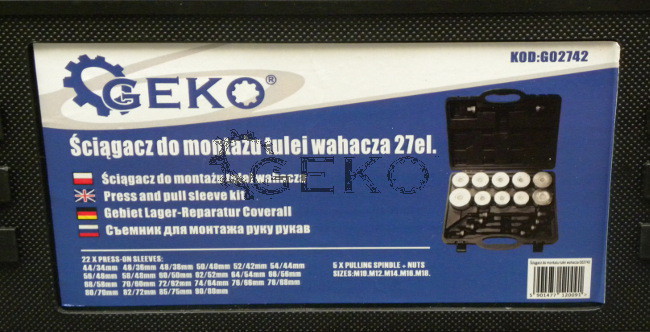 KOD:G02742
GEKO®
Ściągacz do montażu tulei wahacza 27el.
GEKO
Ściągacz do montażu tulei wahacza
Press and pull sleeve kit
Gebiet Lager-Reparatur Coverall
Съемник для монтажа руку рукав
22 X PRESS-ON SLEEVES:
44/34mm 46/36mm 48/38mm 50/40mm 52/42mm 54/44mm
56/46mm 58/48mm 60/50mm 62/52mm 64/54mm 66/56mm
68/58mm 70/60mm 72/62mm 74/64mm 76/66mm 78/68mm
80/70mm 82/72mm 85/75mm 90/80mm
5 X PULLING SPINDLE + NUTS
SIZES:M10.M12.M14.M16.M18.